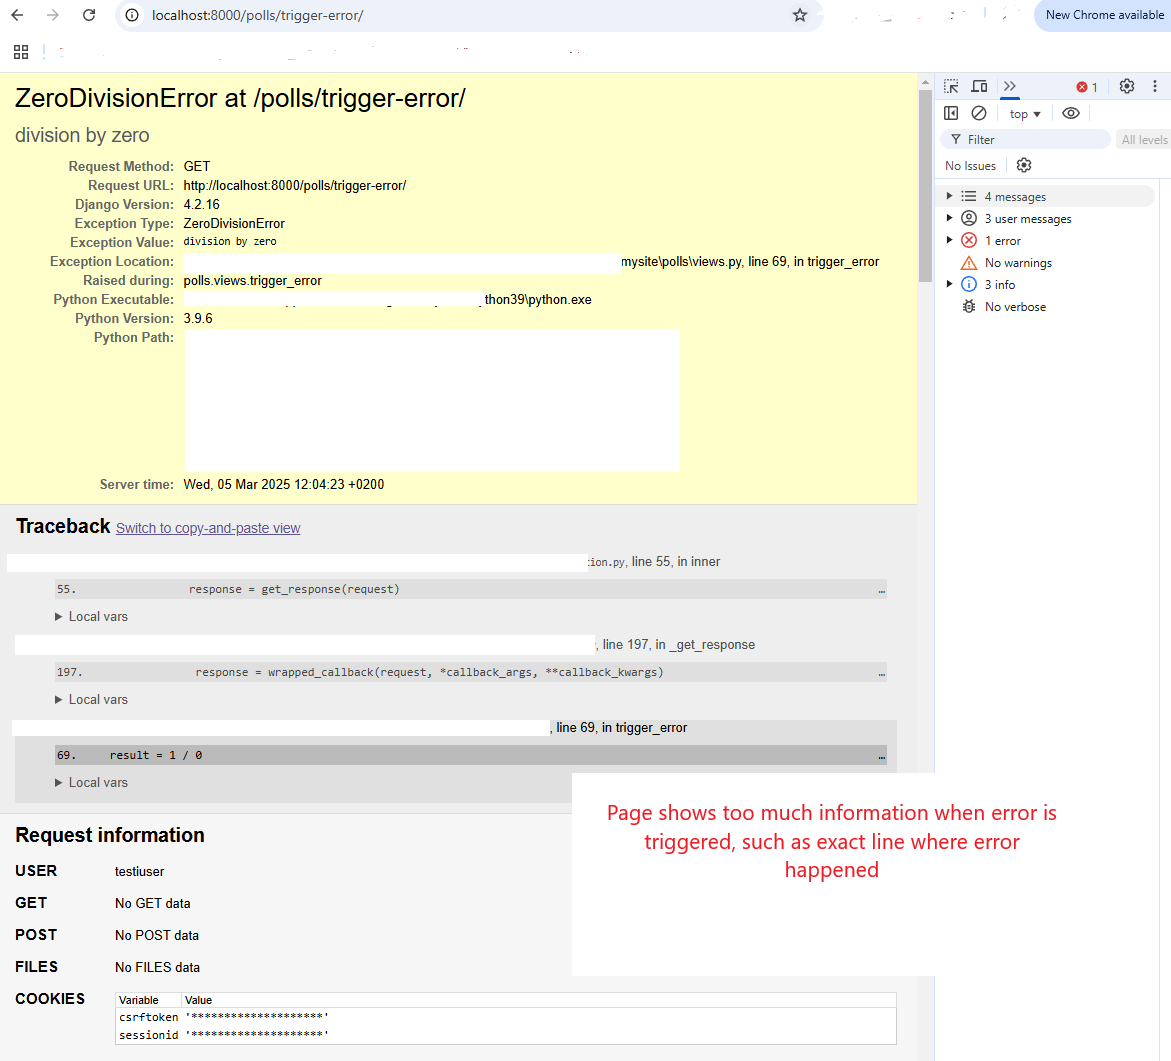 localhost:8000/polls/trigger-error/
New Chrome available
ZeroDivisionError at /polls/trigger-error/
division by zero
Request Method: GET
Request URL: http://localhost:8000/polls/trigger-error/
Django Version: 4.2.16
Exception Type: ZeroDivisionError
Exception Value: division by zero
Exception Location: mysite\polls\views.py, line 69, in trigger_error
Raised during: polls.views.trigger_error
Python Executable: thon39\python.exe
Python Version: 3.9.6
Python Path:
Server time: Wed, 05 Mar 2025 12:04:23 +0200
Traceback Switch to copy-and-paste view
tion.py, line 55, in inner
55. response = get_response(request) …
▶ Local vars
, line 197, in _get_response
197. response = wrapped_callback(request, *callback_args, **callback_kwargs) …
▶ Local vars
, line 69, in trigger_error
69. result = 1 / 0 …
▶ Local vars
Request information
USER testiuser
GET No GET data
POST No POST data
FILES No FILES data
COOKIES Variable Value
csrftoken '********************'
sessionid '********************'
1
top
Filter
All levels
No Issues
4 messages
3 user messages
1 error
No warnings
3 info
No verbose
Page shows too much information when error is
triggered, such as exact line where error
happened